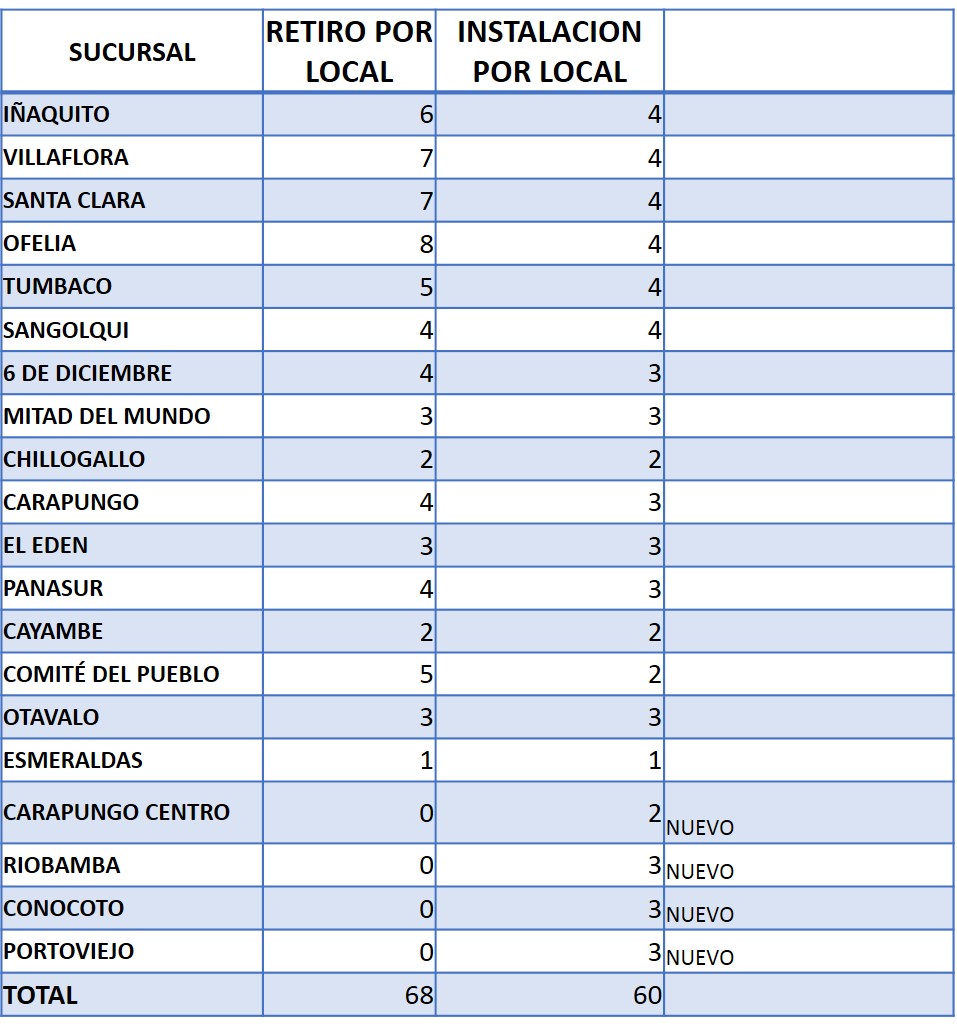 SUCURSAL RETIRO POR LOCAL INSTALACION POR LOCAL
IÑAQUITO 6 4
VILLAFLORA 7 4
SANTA CLARA 7 4
OFELIA 8 4
TUMBACO 5 4
SANGOLQUI 4 4
6 DE DICIEMBRE 4 3
MITAD DEL MUNDO 3 3
CHILLOGALLO 2 2
CARAPUNGO 4 3
EL EDEN 3 3
PANASUR 4 3
CAYAMBE 2 2
COMITÉ DEL PUEBLO 5 2
OTAVALO 3 3
ESMERALDAS 1 1
CARAPUNGO CENTRO 0 2 NUEVO
RIOBAMBA 0 3 NUEVO
CONOCOTO 0 3 NUEVO
PORTOVIEJO 0 3 NUEVO
TOTAL 68 60